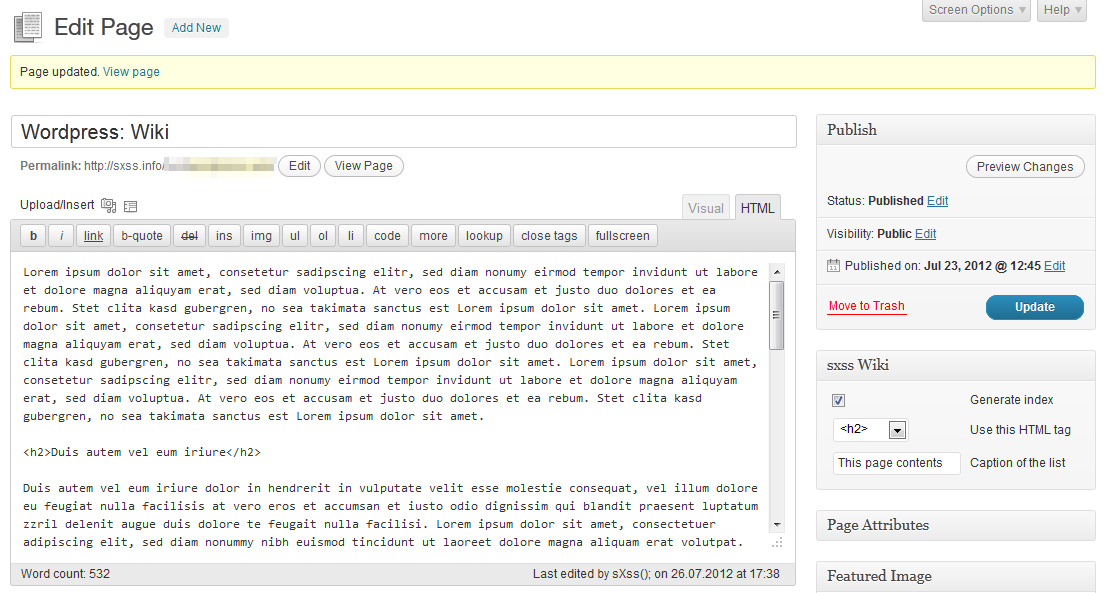 Screen Options Help
Edit Page Add New
Page updated. View page
Wordpress: Wiki
Permalink: http://sxss.info/ Edit View Page
Upload/Insert
Visual HTML
b i link b-quote del ins img ul ol li code more lookup close tags fullscreen
Lorem ipsum dolor sit amet, consetetur sadipscing elitr, sed diam nonumy eirmod tempor invidunt ut labore
et dolore magna aliquyam erat, sed diam voluptua. At vero eos et accusam et justo duo dolores et ea
rebum. Stet clita kasd gubergren, no sea takimata sanctus est Lorem ipsum dolor sit amet. Lorem ipsum
dolor sit amet, consetetur sadipscing elitr, sed diam nonumy eirmod tempor invidunt ut labore et dolore
magna aliquyam erat, sed diam voluptua. At vero eos et accusam et justo duo dolores et ea rebum. Stet
clita kasd gubergren, no sea takimata sanctus est Lorem ipsum dolor sit amet. Lorem ipsum dolor sit amet,
consetetur sadipscing elitr, sed diam nonumy eirmod tempor invidunt ut labore et dolore magna aliquyam
erat, sed diam voluptua. At vero eos et accusam et justo duo dolores et ea rebum. Stet clita kasd
gubergren, no sea takimata sanctus est Lorem ipsum dolor sit amet.
<h2>Duis autem vel eum iriure</h2>
Duis autem vel eum iriure dolor in hendrerit in vulputate velit esse molestie consequat, vel illum dolore
eu feugiat nulla facilisis at vero eros et accumsan et iusto odio dignissim qui blandit praesent luptatum
zzril delenit augue duis dolore te feugait nulla facilisi. Lorem ipsum dolor sit amet, consectetuer
adipiscing elit, sed diam nonummy nibh euismod tincidunt ut laoreet dolore magna aliquam erat volutpat.
Word count: 532 Last edited by sXss(); on 26.07.2012 at 17:38
Publish
Preview Changes
Status: Published Edit
Visibility: Public Edit
Published on: Jul 23, 2012 @ 12:45 Edit
Move to Trash Update
sxss Wiki
Generate index
<h2> Use this HTML tag
This page contents Caption of the list
Page Attributes
Featured Image